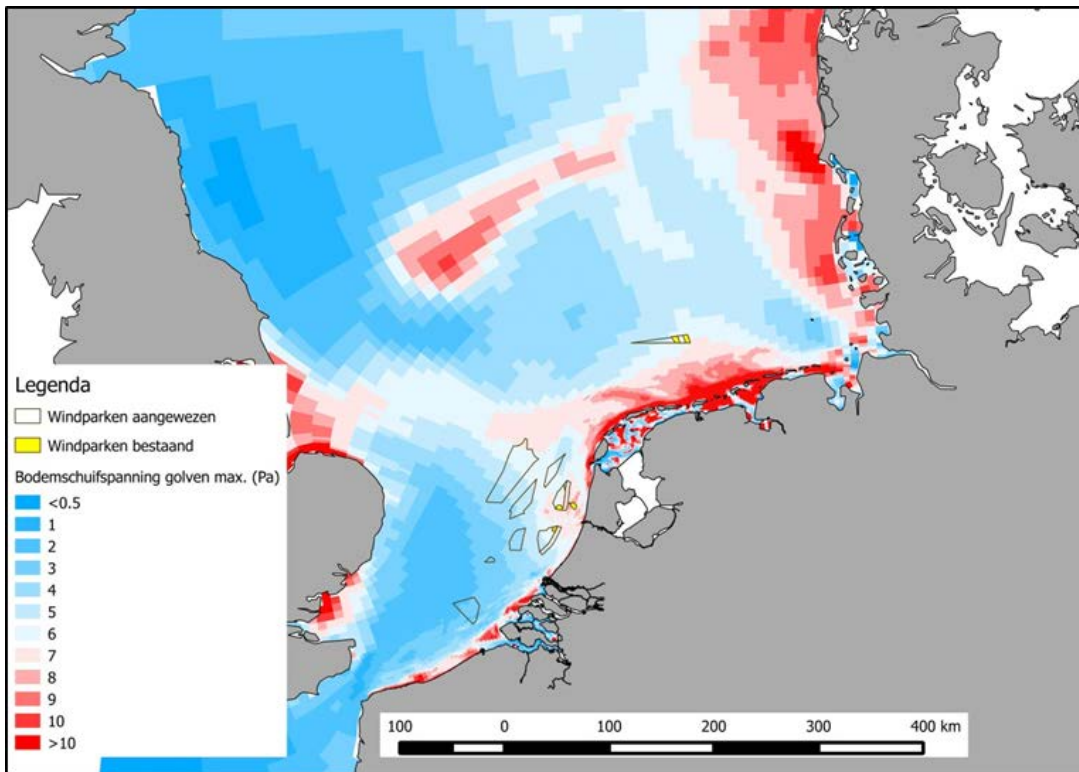 Legenda
Windparken aangewezen
Windparken bestaand
Bodemschuifspanning golven max. (Pa)
<0.5
1
2
3
4
5
6
7
8
9
10
>10
100 0 100 200 300 400 km